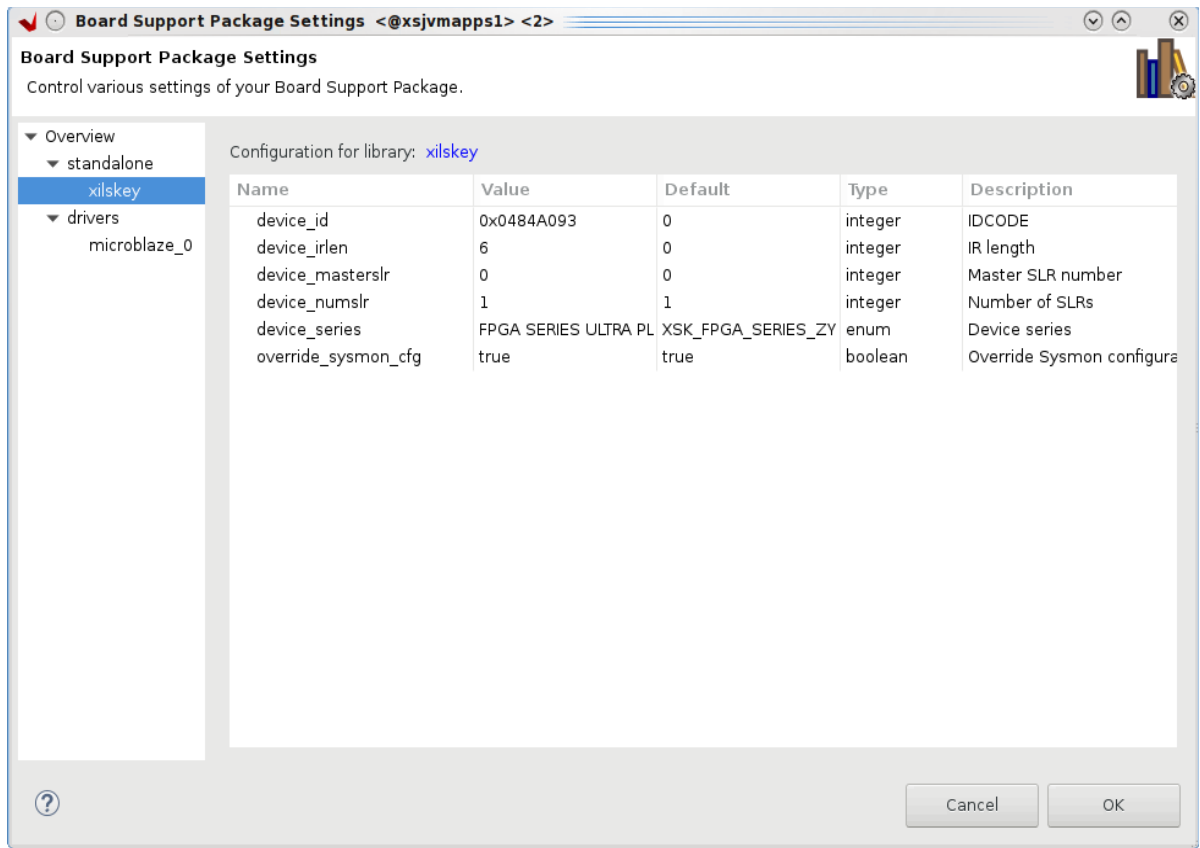 Board Support Package Settings <@xsjvmapps1> <2>
Board Support Package Settings
Control various settings of your Board Support Package.
Overview
standalone
xilskey
drivers
microblaze_0
Configuration for library: xilskey
Name Value Default Type Description
device_id 0x0484A093 0 integer IDCODE
device_irlen 6 0 integer IR length
device_masterslr 0 0 integer Master SLR number
device_numslr 1 1 integer Number of SLRs
device_series FPGA SERIES ULTRA PL XSK_FPGA_SERIES_ZY enum Device series
override_sysmon_cfg true true boolean Override Sysmon configura
? Cancel OK